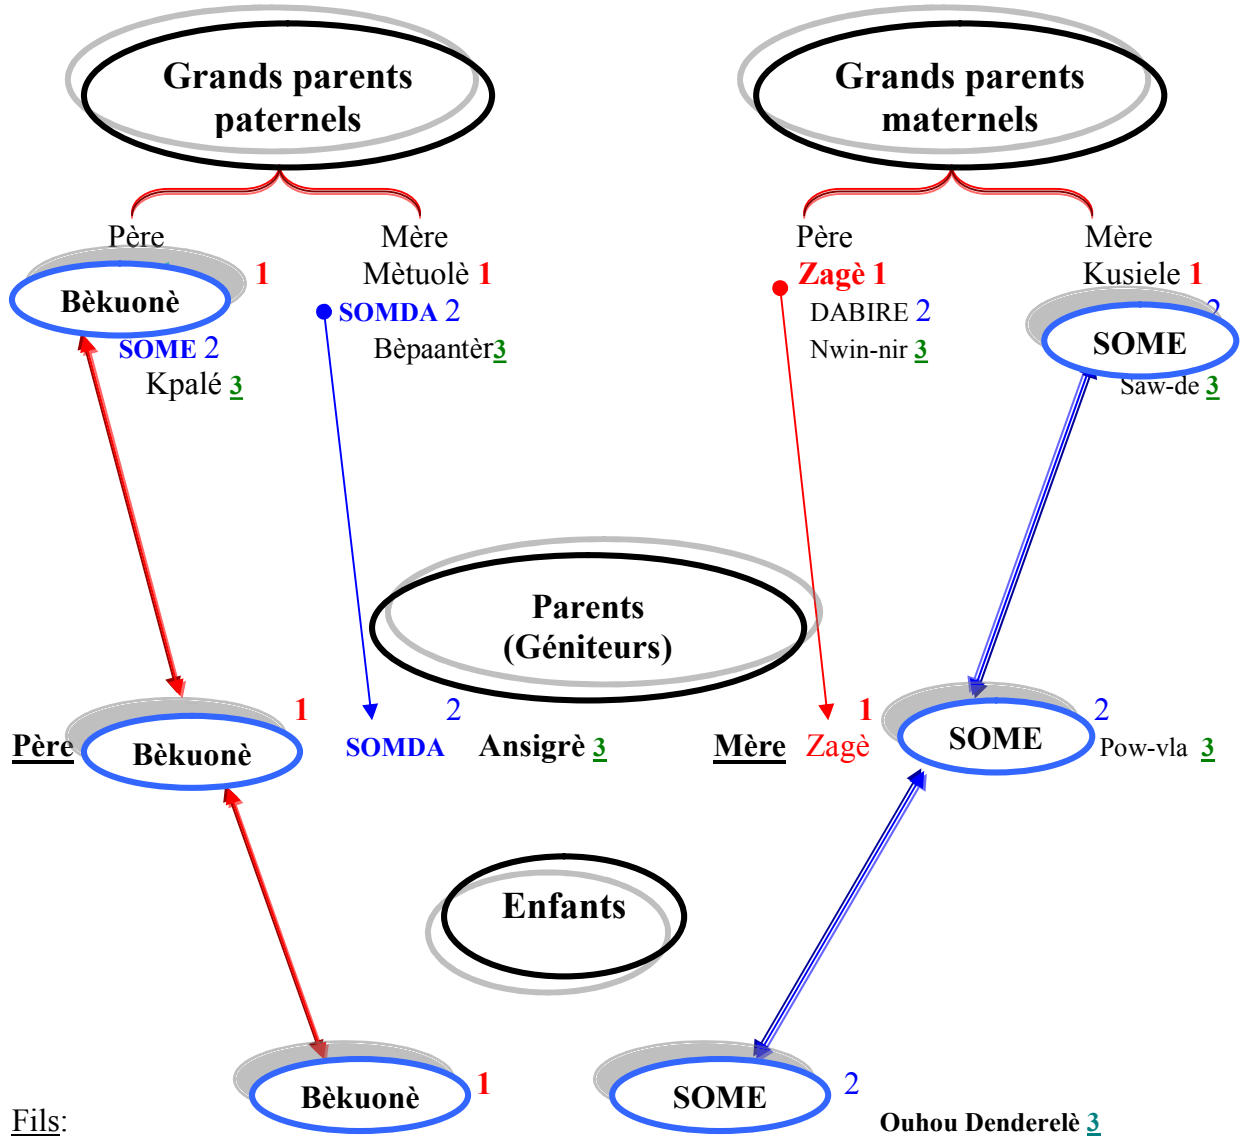 Grands parents
paternels
Grands parents
maternels
Père
Mère
Père
Mère
Bèkuonè 1
Mètuolè 1
Zagè 1
Kusiele 1
SOME 2
SOMDA 2
DABIRE 2
SOME 2
Kpalé 3
Bèpaantèr3
Nwin-nir 3
Saw-de 3
Parents
(Géniteurs)
Père Bèkuonè 1 SOMDA 2 Ansigrè 3
Mère Zagè 1 SOME 2 Pow-vla 3
Enfants
Fils: Bèkuonè 1 SOME 2 Ouhou Denderelè 3